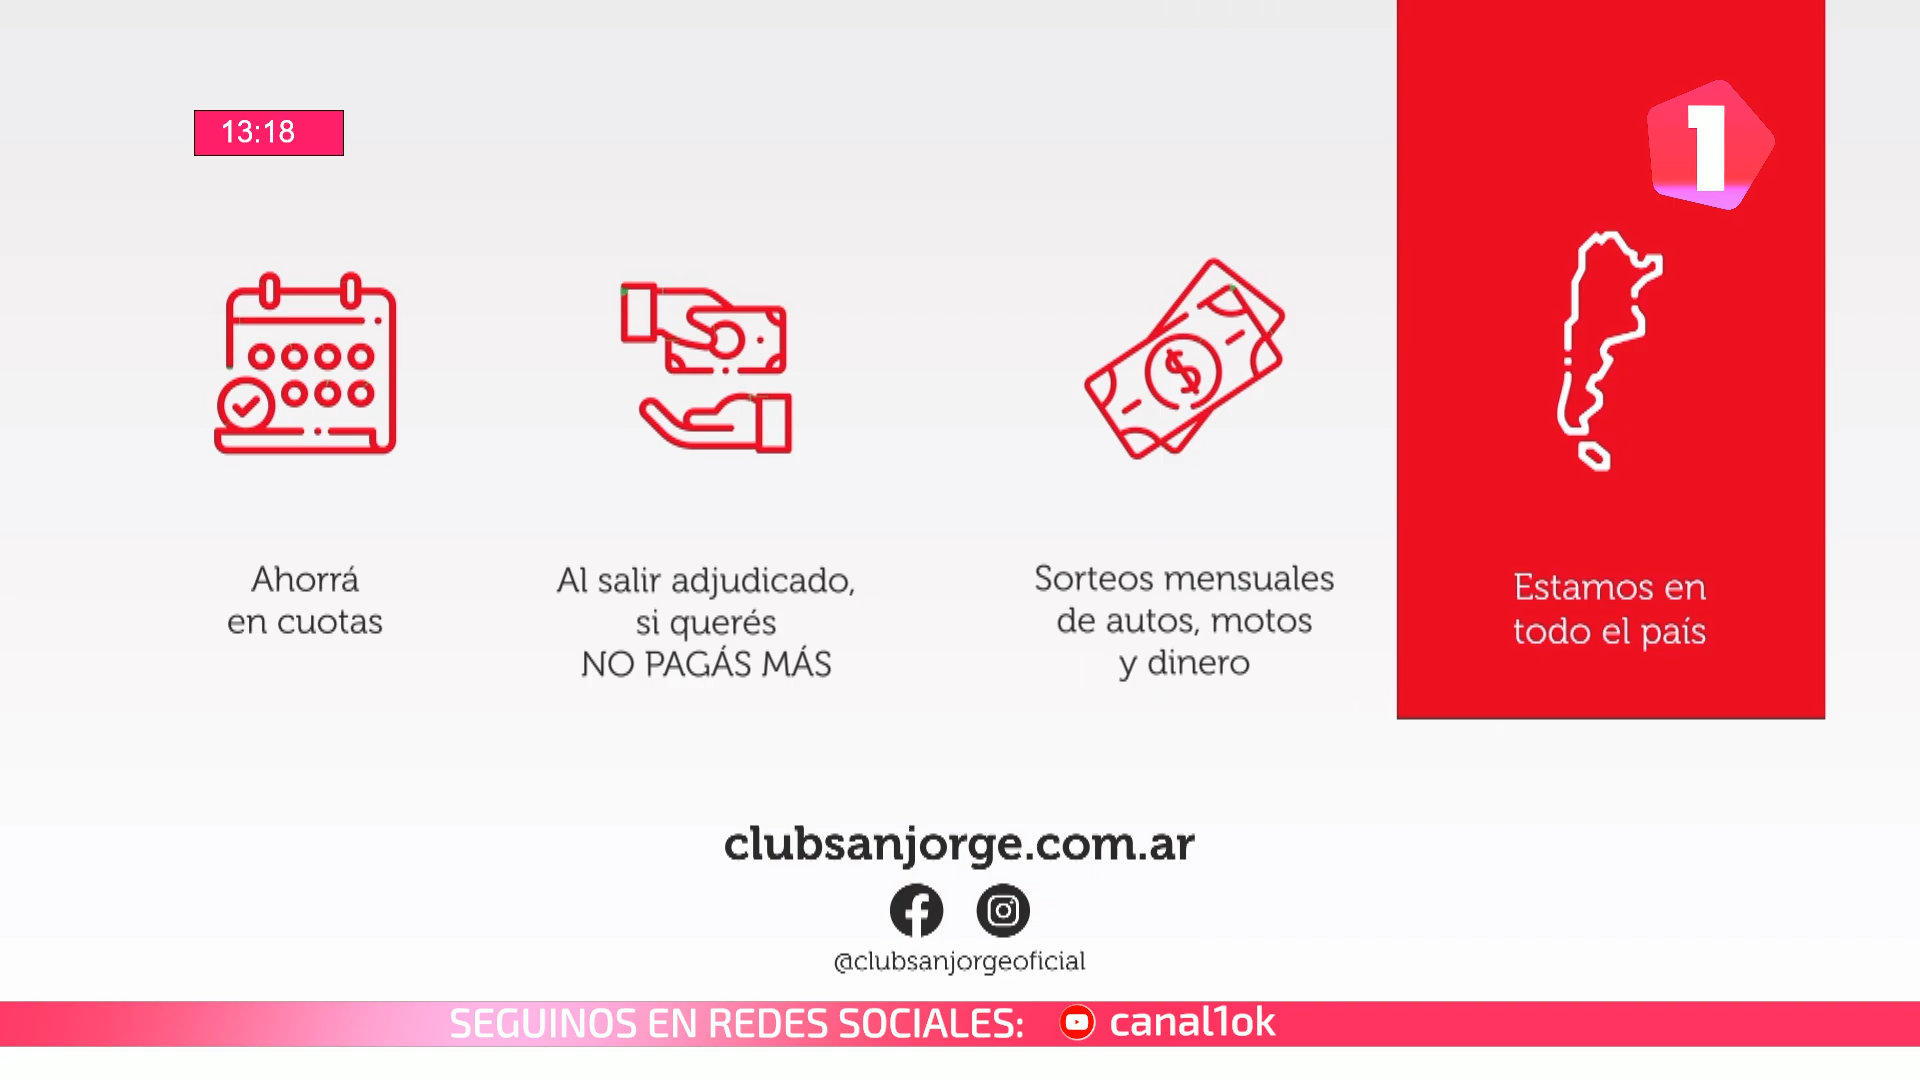 13:18
1
Ahorrá
en cuotas
Al salir adjudicado,
si querés
NO PAGÁS MÁS
$
Sorteos mensuales
de autos, motos
y dinero
Estamos en
todo el país
clubsanjorge.com.ar
@clubsanjorgeoficial
SEGUINOS EN REDES SOCIALES: canal1ok